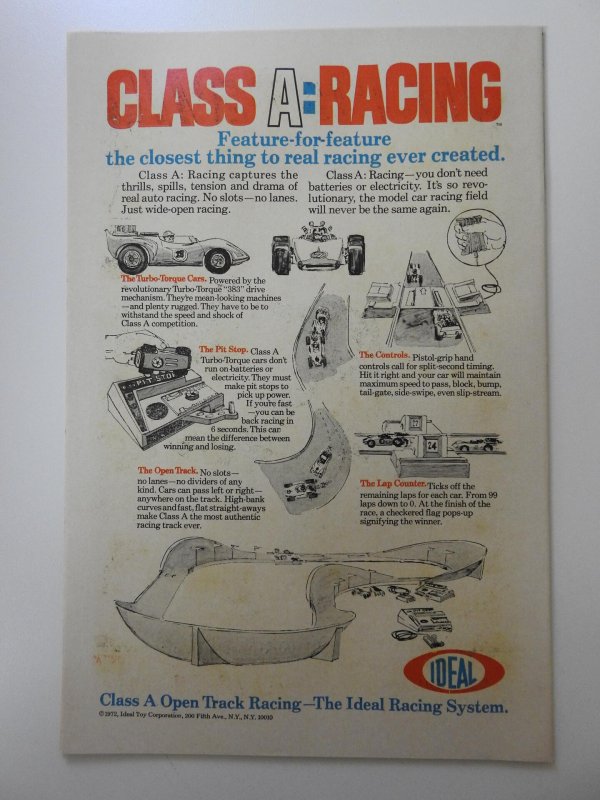 CLASS A:RACING
TM
Feature-for-feature
the closest thing to real racing ever created.
Class A: Racing captures the
thrills, spills, tension and drama of
real auto racing. No slots—no lanes.
Just wide-open racing.
Class A: Racing—you don't need
batteries or electricity. It's so revo-
lutionary, the model car racing field
will never be the same again.
The Turbo-Torque Cars. Powered by the
revolutionary Turbo-Torque "383" drive
mechanism. They're mean-looking machines
—and plenty rugged. They have to be to
withstand the speed and shock of
Class A competition.
PIT STOP
The Pit Stop. Class A
Turbo-Torque cars don't
run on batteries or
electricity. They must
make pit stops to
pick up power.
If you're fast
—you can be
back racing in
6 seconds. This can
mean the difference between
winning and losing.
The Controls. Pistol-grip hand
controls call for split-second timing.
Hit it right and your car will maintain
maximum speed to pass, block, bump,
tail-gate, side-swipe, even slip-stream.
12
24
The Open Track. No slots—
no lanes—no dividers of any
kind. Cars can pass left or right—
anywhere on the track. High-bank
curves and fast, flat straight-aways
make Class A the most authentic
racing track ever.
The Lap Counter. Ticks off the
remaining laps for each car. From 99
laps down to 0. At the finish of the
race, a checkered flag pops-up
signifying the winner.
IDEAL
Class A Open Track Racing—The Ideal Racing System.
©1972, Ideal Toy Corporation, 200 Fifth Ave., N.Y., N.Y. 10010